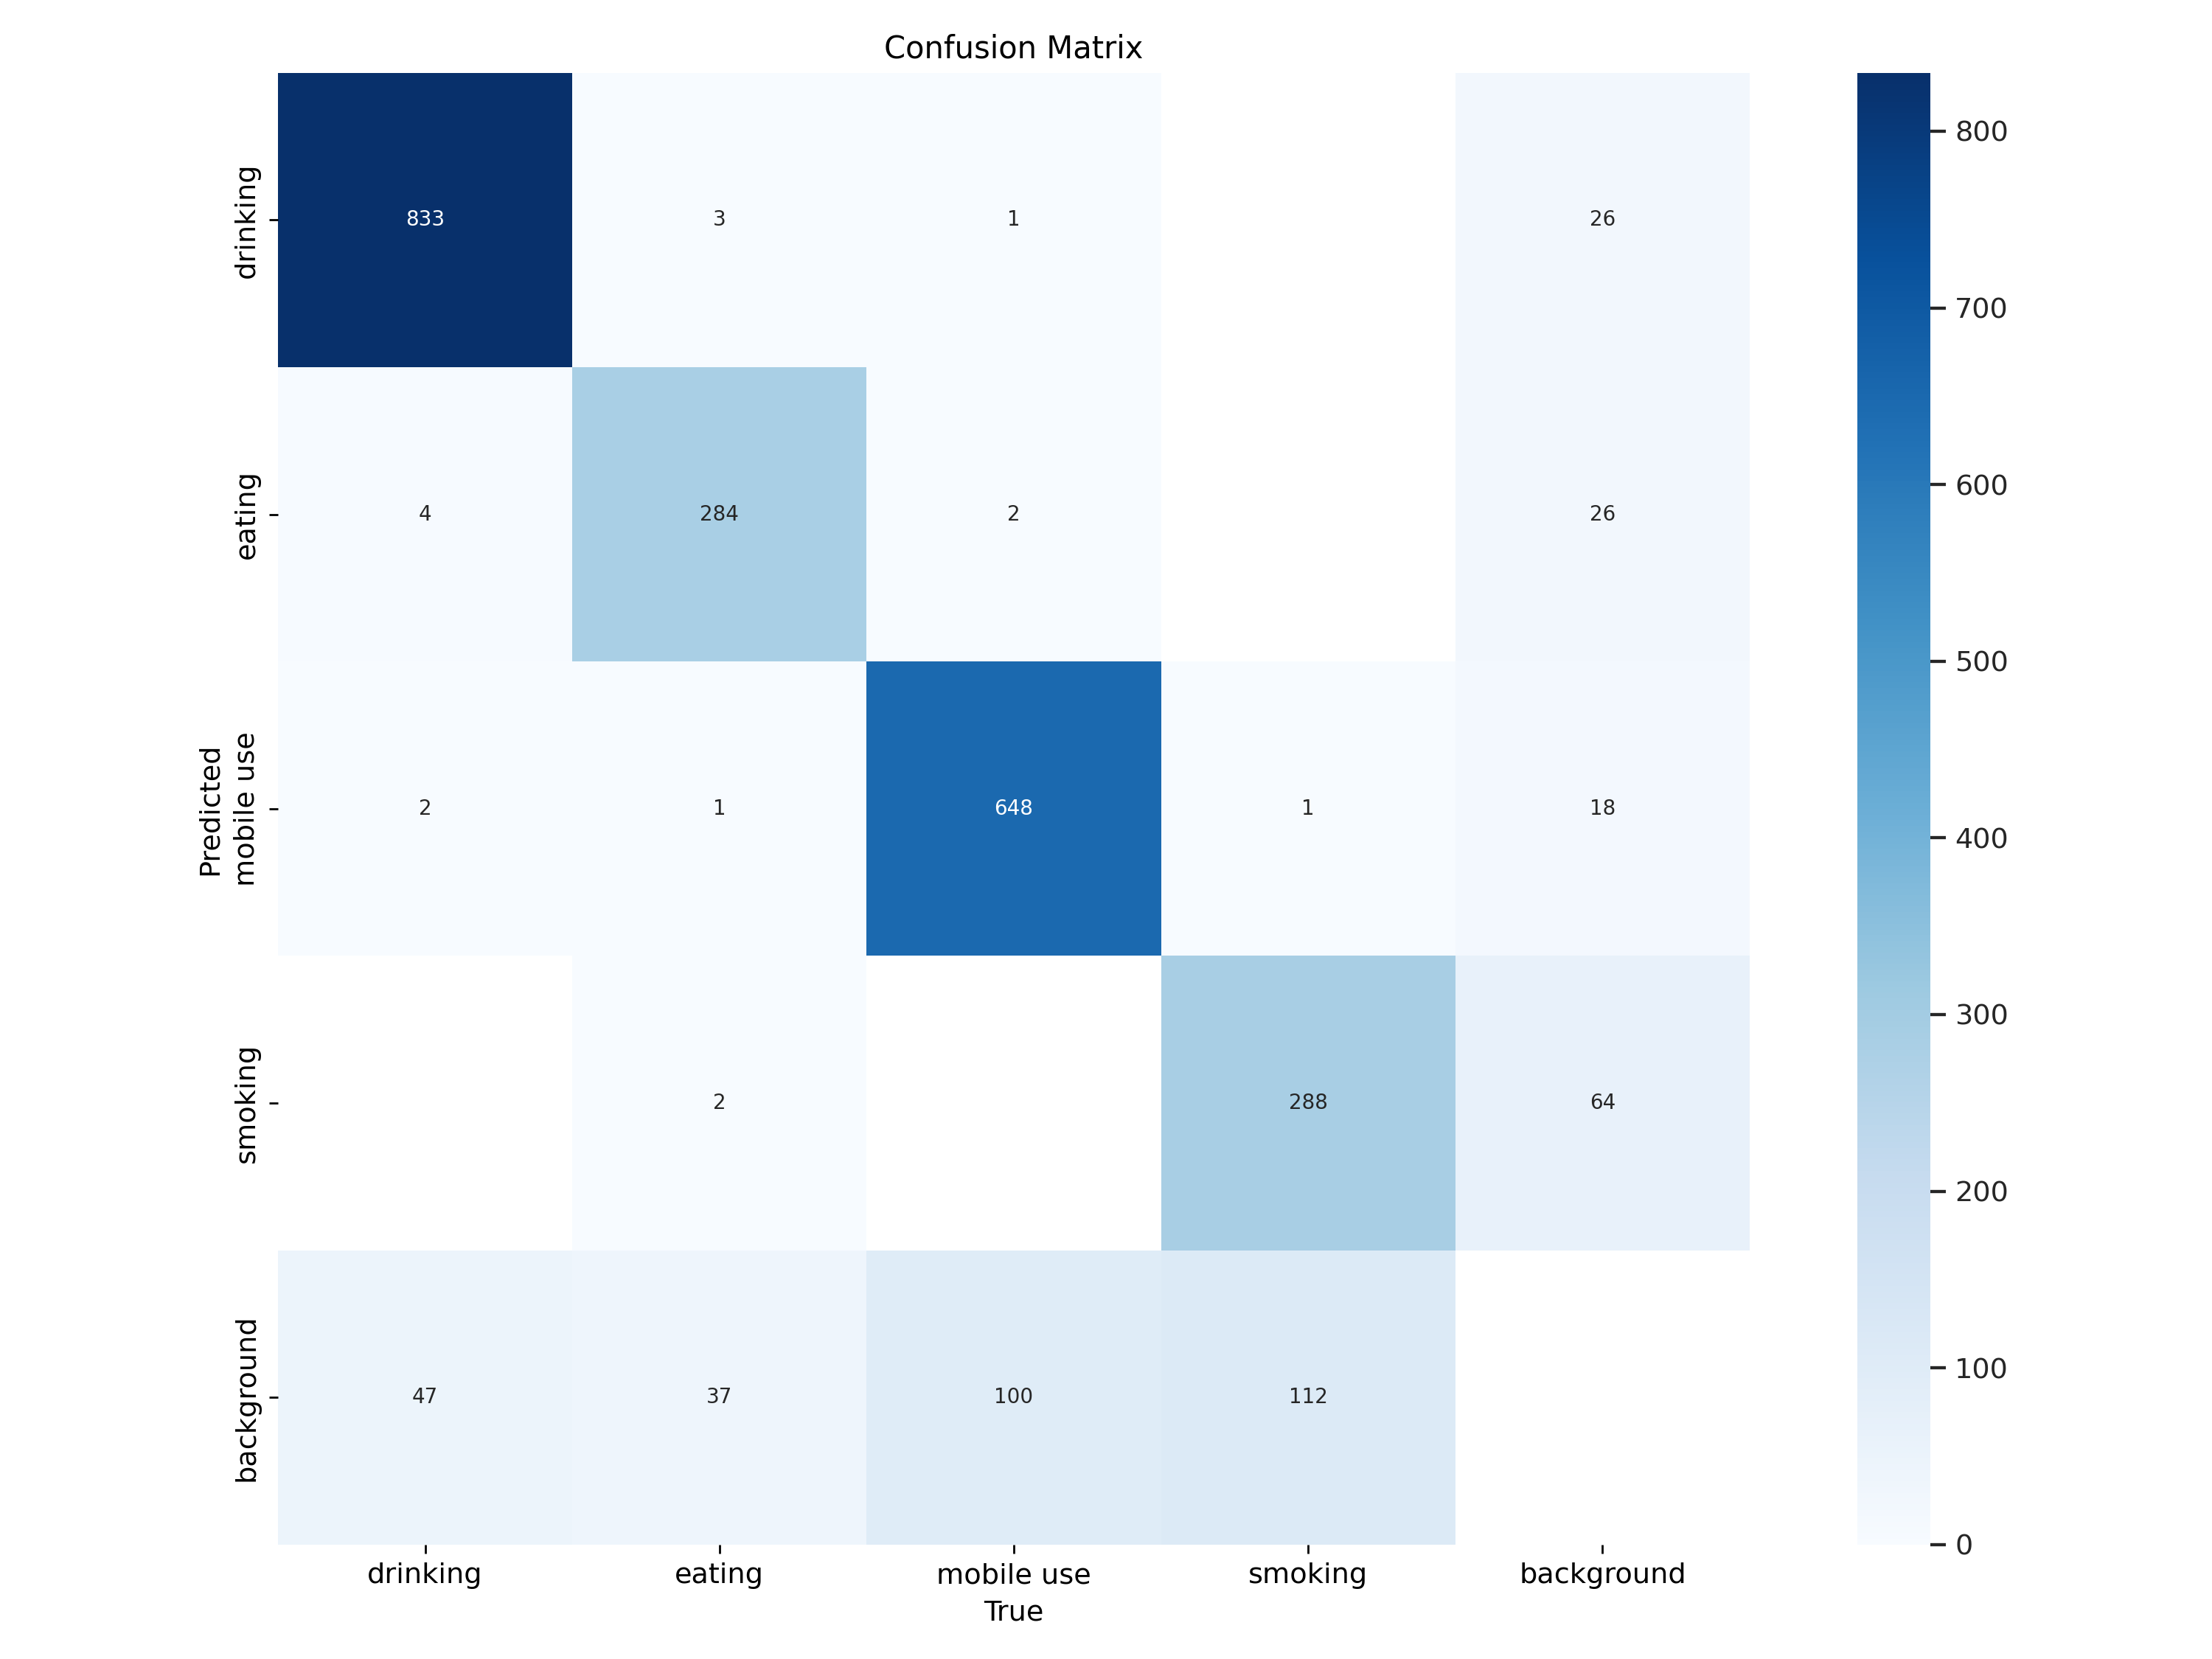 Confusion Matrix
drinking
833 3 1 26
eating
4 284 2 26
Predicted
mobile use
2 1 648 1 18
smoking
2 288 64
background
47 37 100 112
drinking eating mobile use smoking background
True
800
700
600
500
400
300
200
100
0